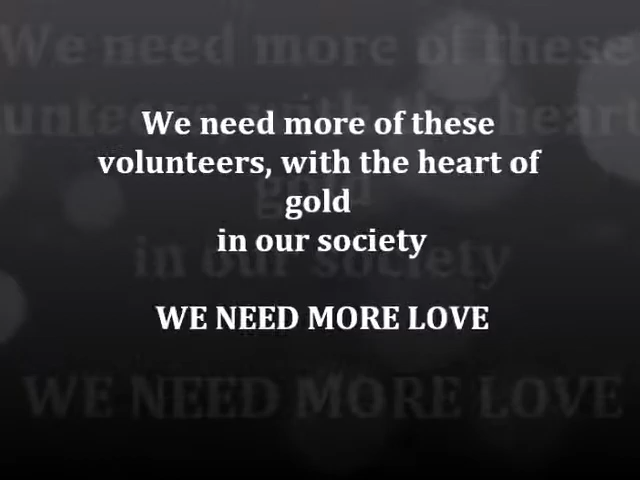 We need more of these
volunteers, with the heart of
gold
in our society
WE NEED MORE LOVE